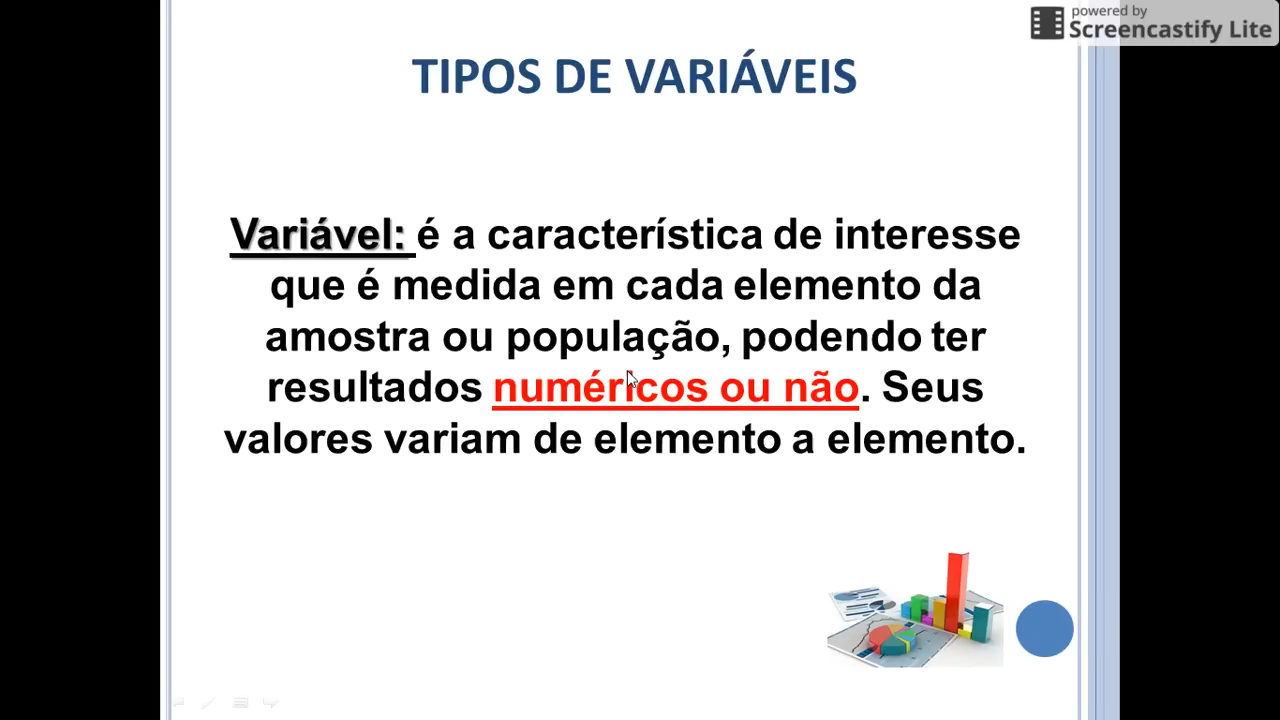 powered by
Screencastify Lite
TIPOS DE VARIÁVEIS
Variável: é a característica de interesse
que é medida em cada elemento da
amostra ou população, podendo ter
resultados numéricos ou não. Seus
valores variam de elemento a elemento.